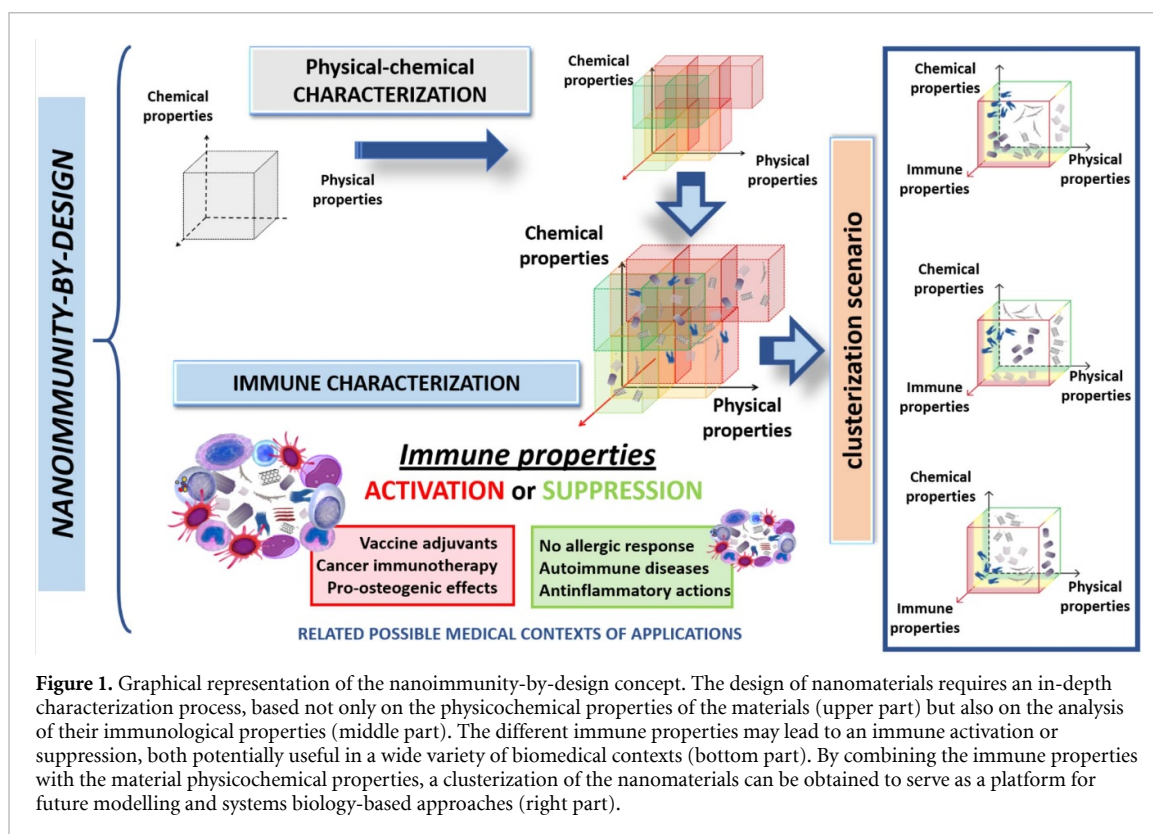 NANOIMMUNITY-BY-DESIGN
Physical-chemical
CHARACTERIZATION
Chemical
properties
Physical
properties
Chemical
properties
Physical
properties
Chemical
properties
Physical
properties
IMMUNE CHARACTERIZATION
Immune properties
ACTIVATION or SUPPRESSION
Vaccine adjuvants
Cancer immunotherapy
Pro-osteogenic effects
No allergic response
Autoimmune diseases
Antinflammatory actions
RELATED POSSIBLE MEDICAL CONTEXTS OF APPLICATIONS
clusterization scenario
Chemical
properties
Physical
properties
Immune
properties
Chemical
properties
Physical
properties
Immune
properties
Chemical
properties
Physical
properties
Immune
properties
Figure 1. Graphical representation of the nanoimmunity-by-design concept. The design of nanomaterials requires an in-depth
characterization process, based not only on the physicochemical properties of the materials (upper part) but also on the analysis
of their immunological properties (middle part). The different immune properties may lead to an immune activation or
suppression, both potentially useful in a wide variety of biomedical contexts (bottom part). By combining the immune properties
with the material physicochemical properties, a clusterization of the nanomaterials can be obtained to serve as a platform for
future modelling and systems biology-based approaches (right part).